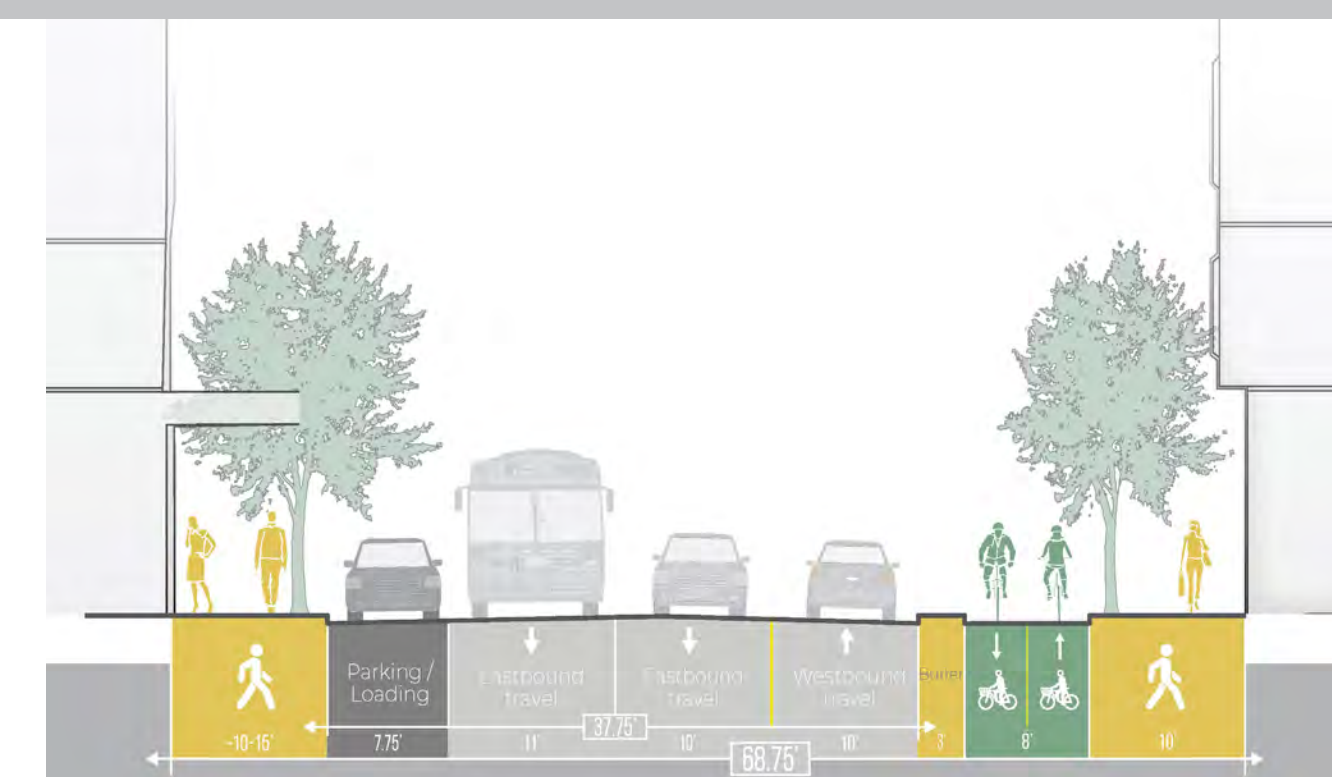 Parking /
Loading
Eastbound
travel
Eastbound
travel
Westbound
travel
Buffer
~10-15'
7.75'
11'
37.75'
10'
10'
3'
8'
10'
68.75'